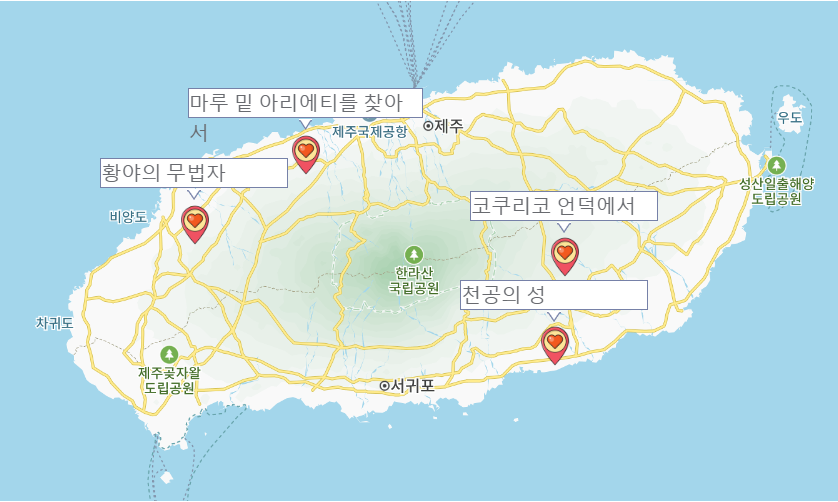 마루 밑 아리에티를 찾아
서
제주국제공항
제주
우도
황야의 무법자
성산일출해양
도립공원
코쿠리코 언덕에서
비양도
한라산
국립공원
천공의 성
차귀도
제주곶자왈
도립공원
서귀포